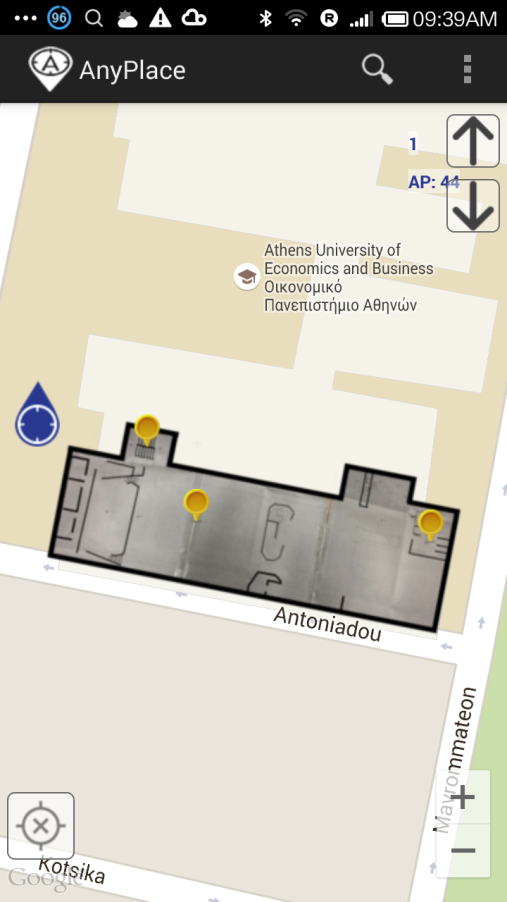 96
R
09:39AM
A
AnyPlace
1
AP: 44
Athens University of
Economics and Business
Οικονομικό
Πανεπιστήμιο Αθηνών
Antoniadou
Mavrommateon
Kotsika
Google